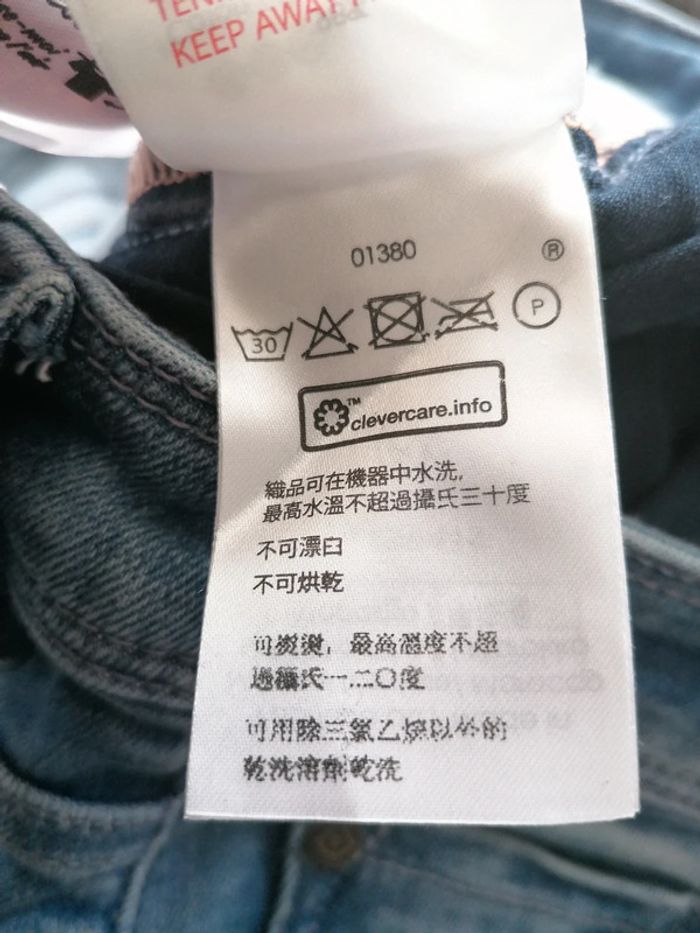 KEEP AWAY
01380
®
30
P
™
clevercare.info
織品可在機器中水洗,
最高水溫不超過攝氏三十度
不可漂白
不可烘乾
可熨燙, 最高溫度不超
過攝氏一二〇度
可用除三氯乙烯以外的
乾洗溶劑乾洗